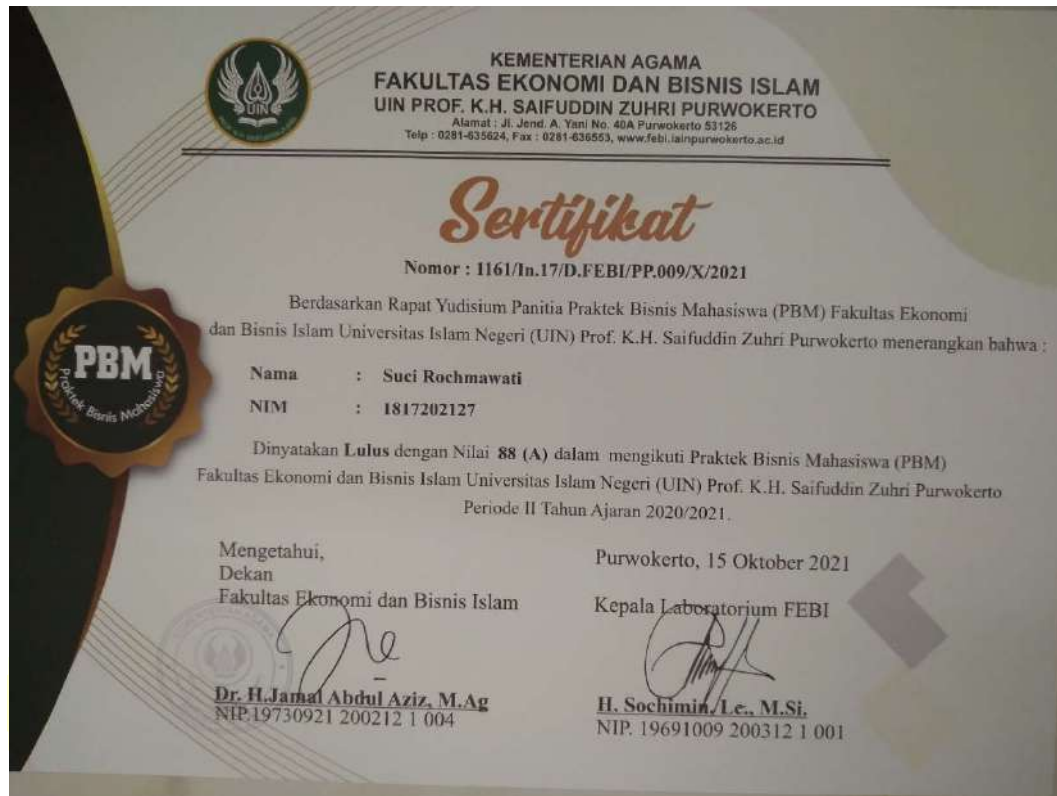 UIN
KEMENTERIAN AGAMA
FAKULTAS EKONOMI DAN BISNIS ISLAM
UIN PROF. K.H. SAIFUDDIN ZUHRI PURWOKERTO
Alamat : Jl. Jend. A. Yani No. 40A Purwokerto 53126
Telp : 0281-635624, Fax : 0281-636553, www.febi.iainpurwokerto.ac.id
Sertifikat
Nomor : 1161/In.17/D.FEBI/PP.009/X/2021
Berdasarkan Rapat Yudisium Panitia Praktek Bisnis Mahasiswa (PBM) Fakultas Ekonomi
dan Bisnis Islam Universitas Islam Negeri (UIN) Prof. K.H. Saifuddin Zuhri Purwokerto menerangkan bahwa :
PBM
Praktek Bisnis Mahasiswa
Nama : Suci Rochmawati
NIM : 1817202127
Dinyatakan Lulus dengan Nilai 88 (A) dalam mengikuti Praktek Bisnis Mahasiswa (PBM)
Fakultas Ekonomi dan Bisnis Islam Universitas Islam Negeri (UIN) Prof. K.H. Saifuddin Zuhri Purwokerto
Periode II Tahun Ajaran 2020/2021.
Mengetahui,
Dekan
Fakultas Ekonomi dan Bisnis Islam
Dr. H.Jamal Abdul Aziz, M.Ag
NIP.19730921 200212 1 004
Purwokerto, 15 Oktober 2021
Kepala Laboratorium FEBI
H. Sochimin, Lc., M.Si.
NIP. 19691009 200312 1 001